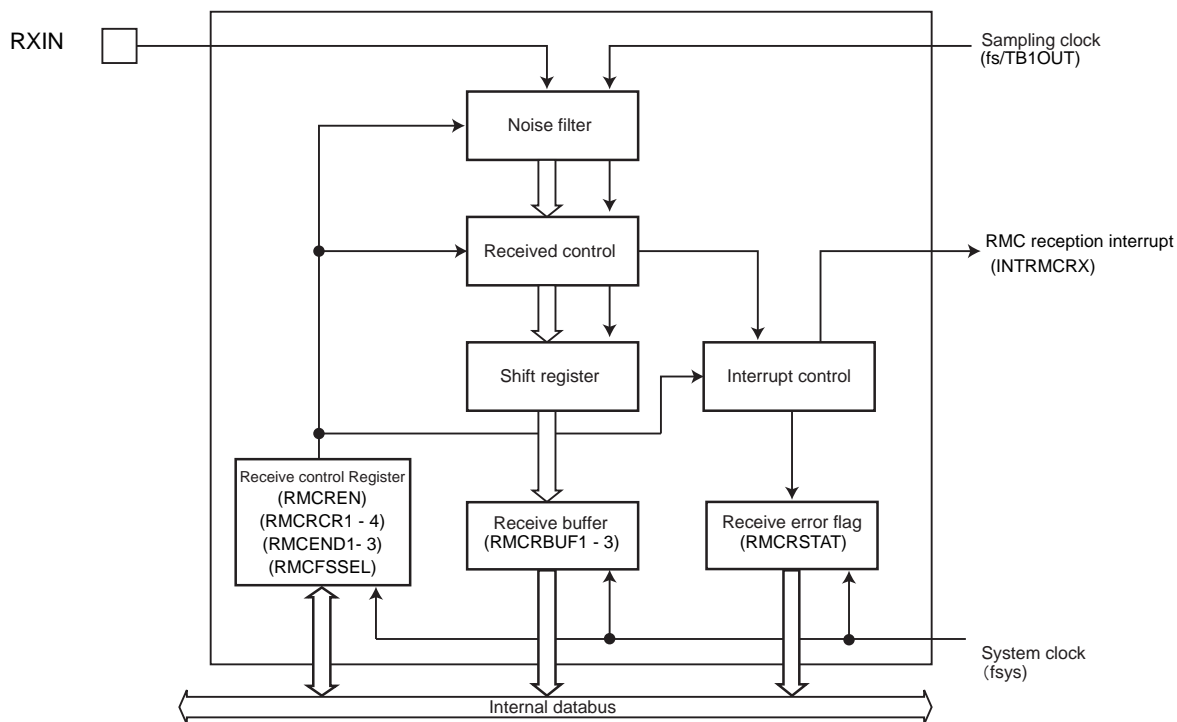 RXIN
Sampling clock
(fs/TB1OUT)
Noise filter
Received control
RMC reception interrupt
(INTRMCRX)
Shift register
Interrupt control
Receive control Register
(RMCREN)
(RMCRCR1 - 4)
(RMCEND1- 3)
(RMCFSSEL)
Receive buffer
(RMCRBUF1 - 3)
Receive error flag
(RMCRSTAT)
System clock
(fsys)
Internal databus